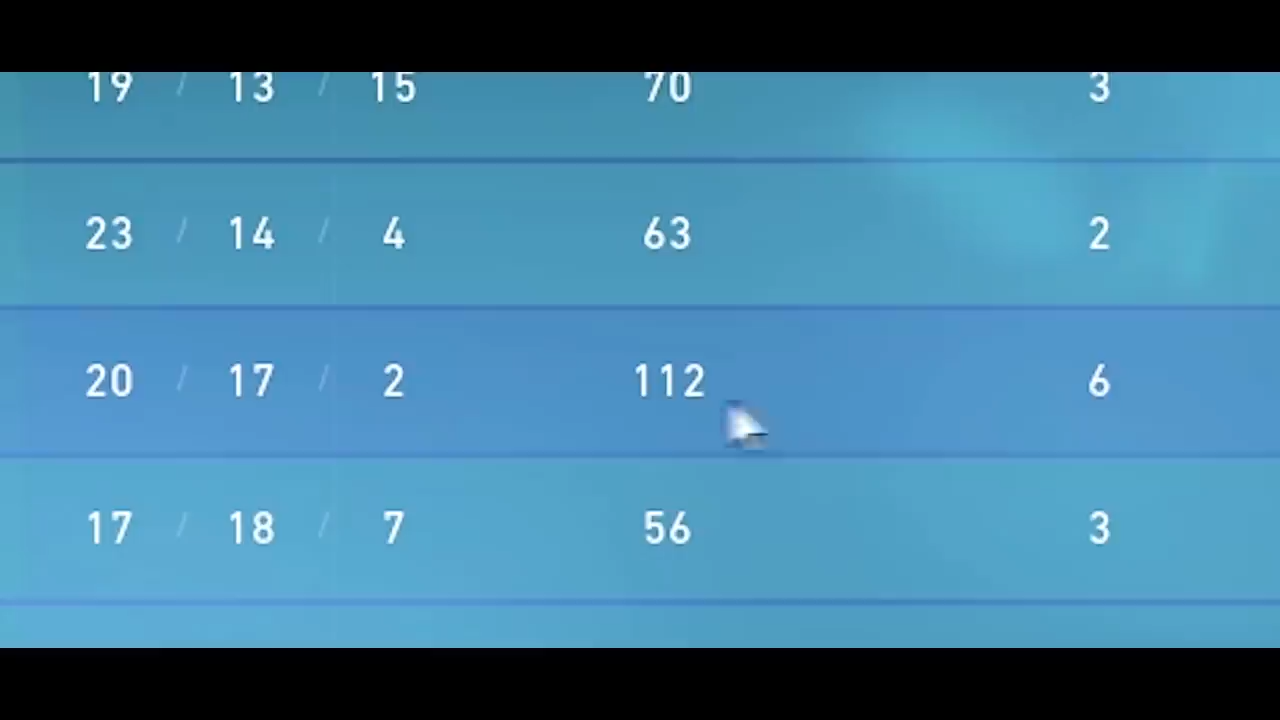 19 / 13 / 15 70 3
23 / 14 / 4 63 2
20 / 17 / 2 112 6
17 / 18 / 7 56 3